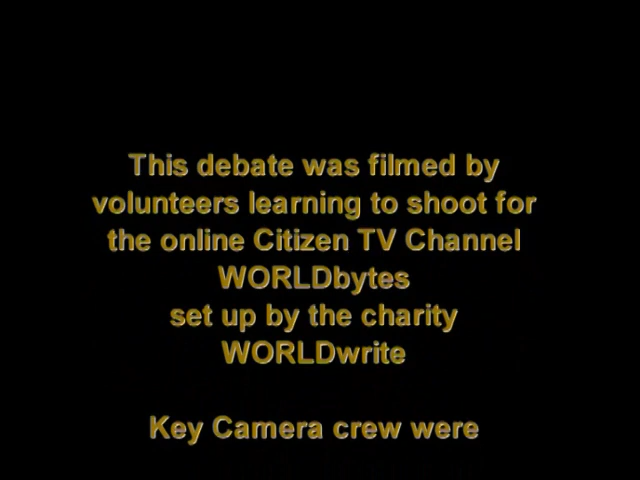 This debate was filmed by
volunteers learning to shoot for
the online Citizen TV Channel
WORLDbytes
set up by the charity
WORLDwrite
Key Camera crew were